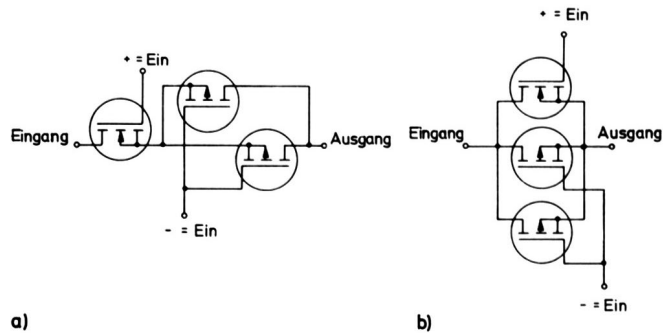 + = Ein
Eingang
Ausgang
- = Ein
a)
+ = Ein
Eingang
Ausgang
- = Ein
b)